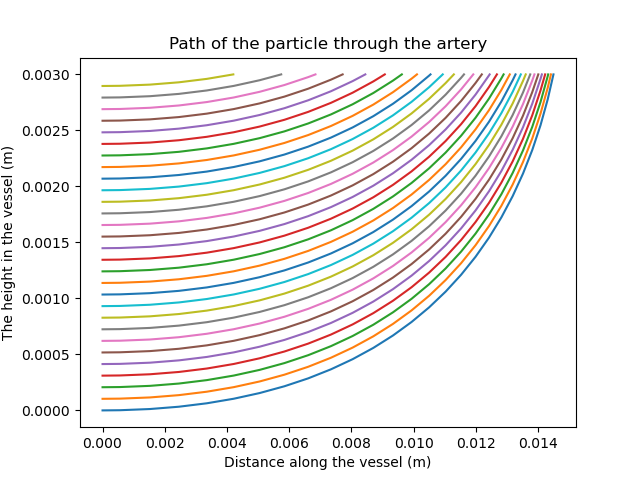 Path of the particle through the artery
The height in the vessel (m)
0.0030
0.0025
0.0020
0.0015
0.0010
0.0005
0.0000
0.000 0.002 0.004 0.006 0.008 0.010 0.012 0.014
Distance along the vessel (m)